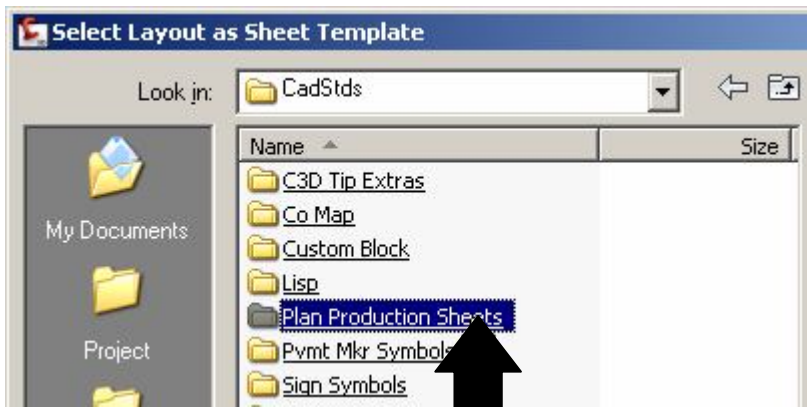 Select Layout as Sheet Template
Look in: CadStds
Name Size
C3D Tip Extras
Co Map
My Documents
Custom Block
Lisp
Plan Production Sheets
Project
Pvmt Mkr Symbols
Sign Symbols